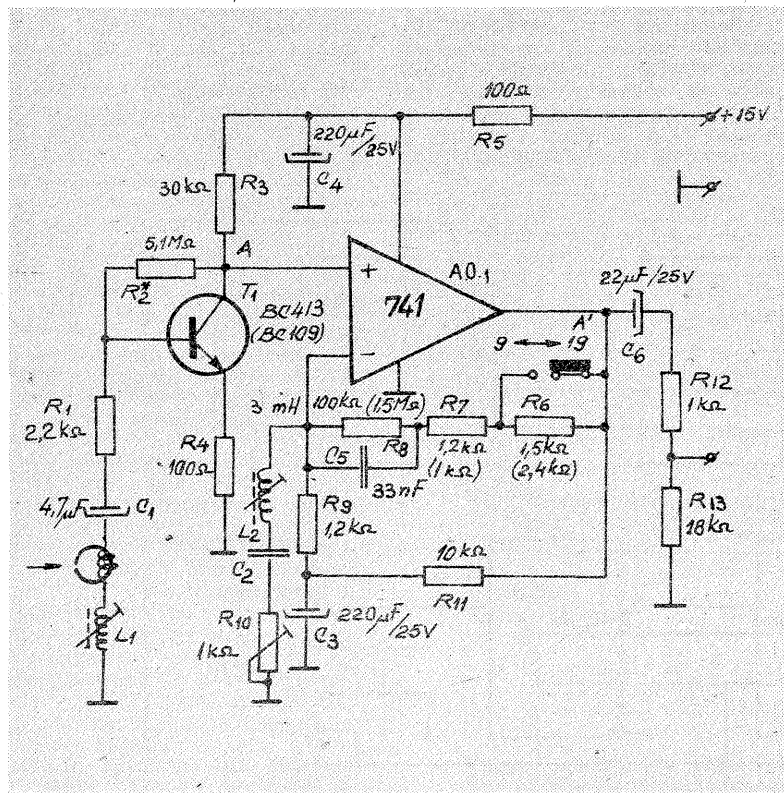 100Ω
R5
+15V
220μF/25V
C4
30kΩ
R3
5,1MΩ
R2*
A
T1
BC413
(BC109)
+
741
−
A0.1
22μF/25V
C6
A'
9 ↔ 19
R1
2,2kΩ
R4
100Ω
3 mH
100kΩ (1,5MΩ)
R8
R7
1,2kΩ
(1kΩ)
R6
1,5kΩ
(2,4kΩ)
R12
1kΩ
C5
33nF
4,7μF
C1
L2
R9
1,2kΩ
R13
18kΩ
C2
10kΩ
R11
L1
R10
1kΩ
220μF/25V
C3